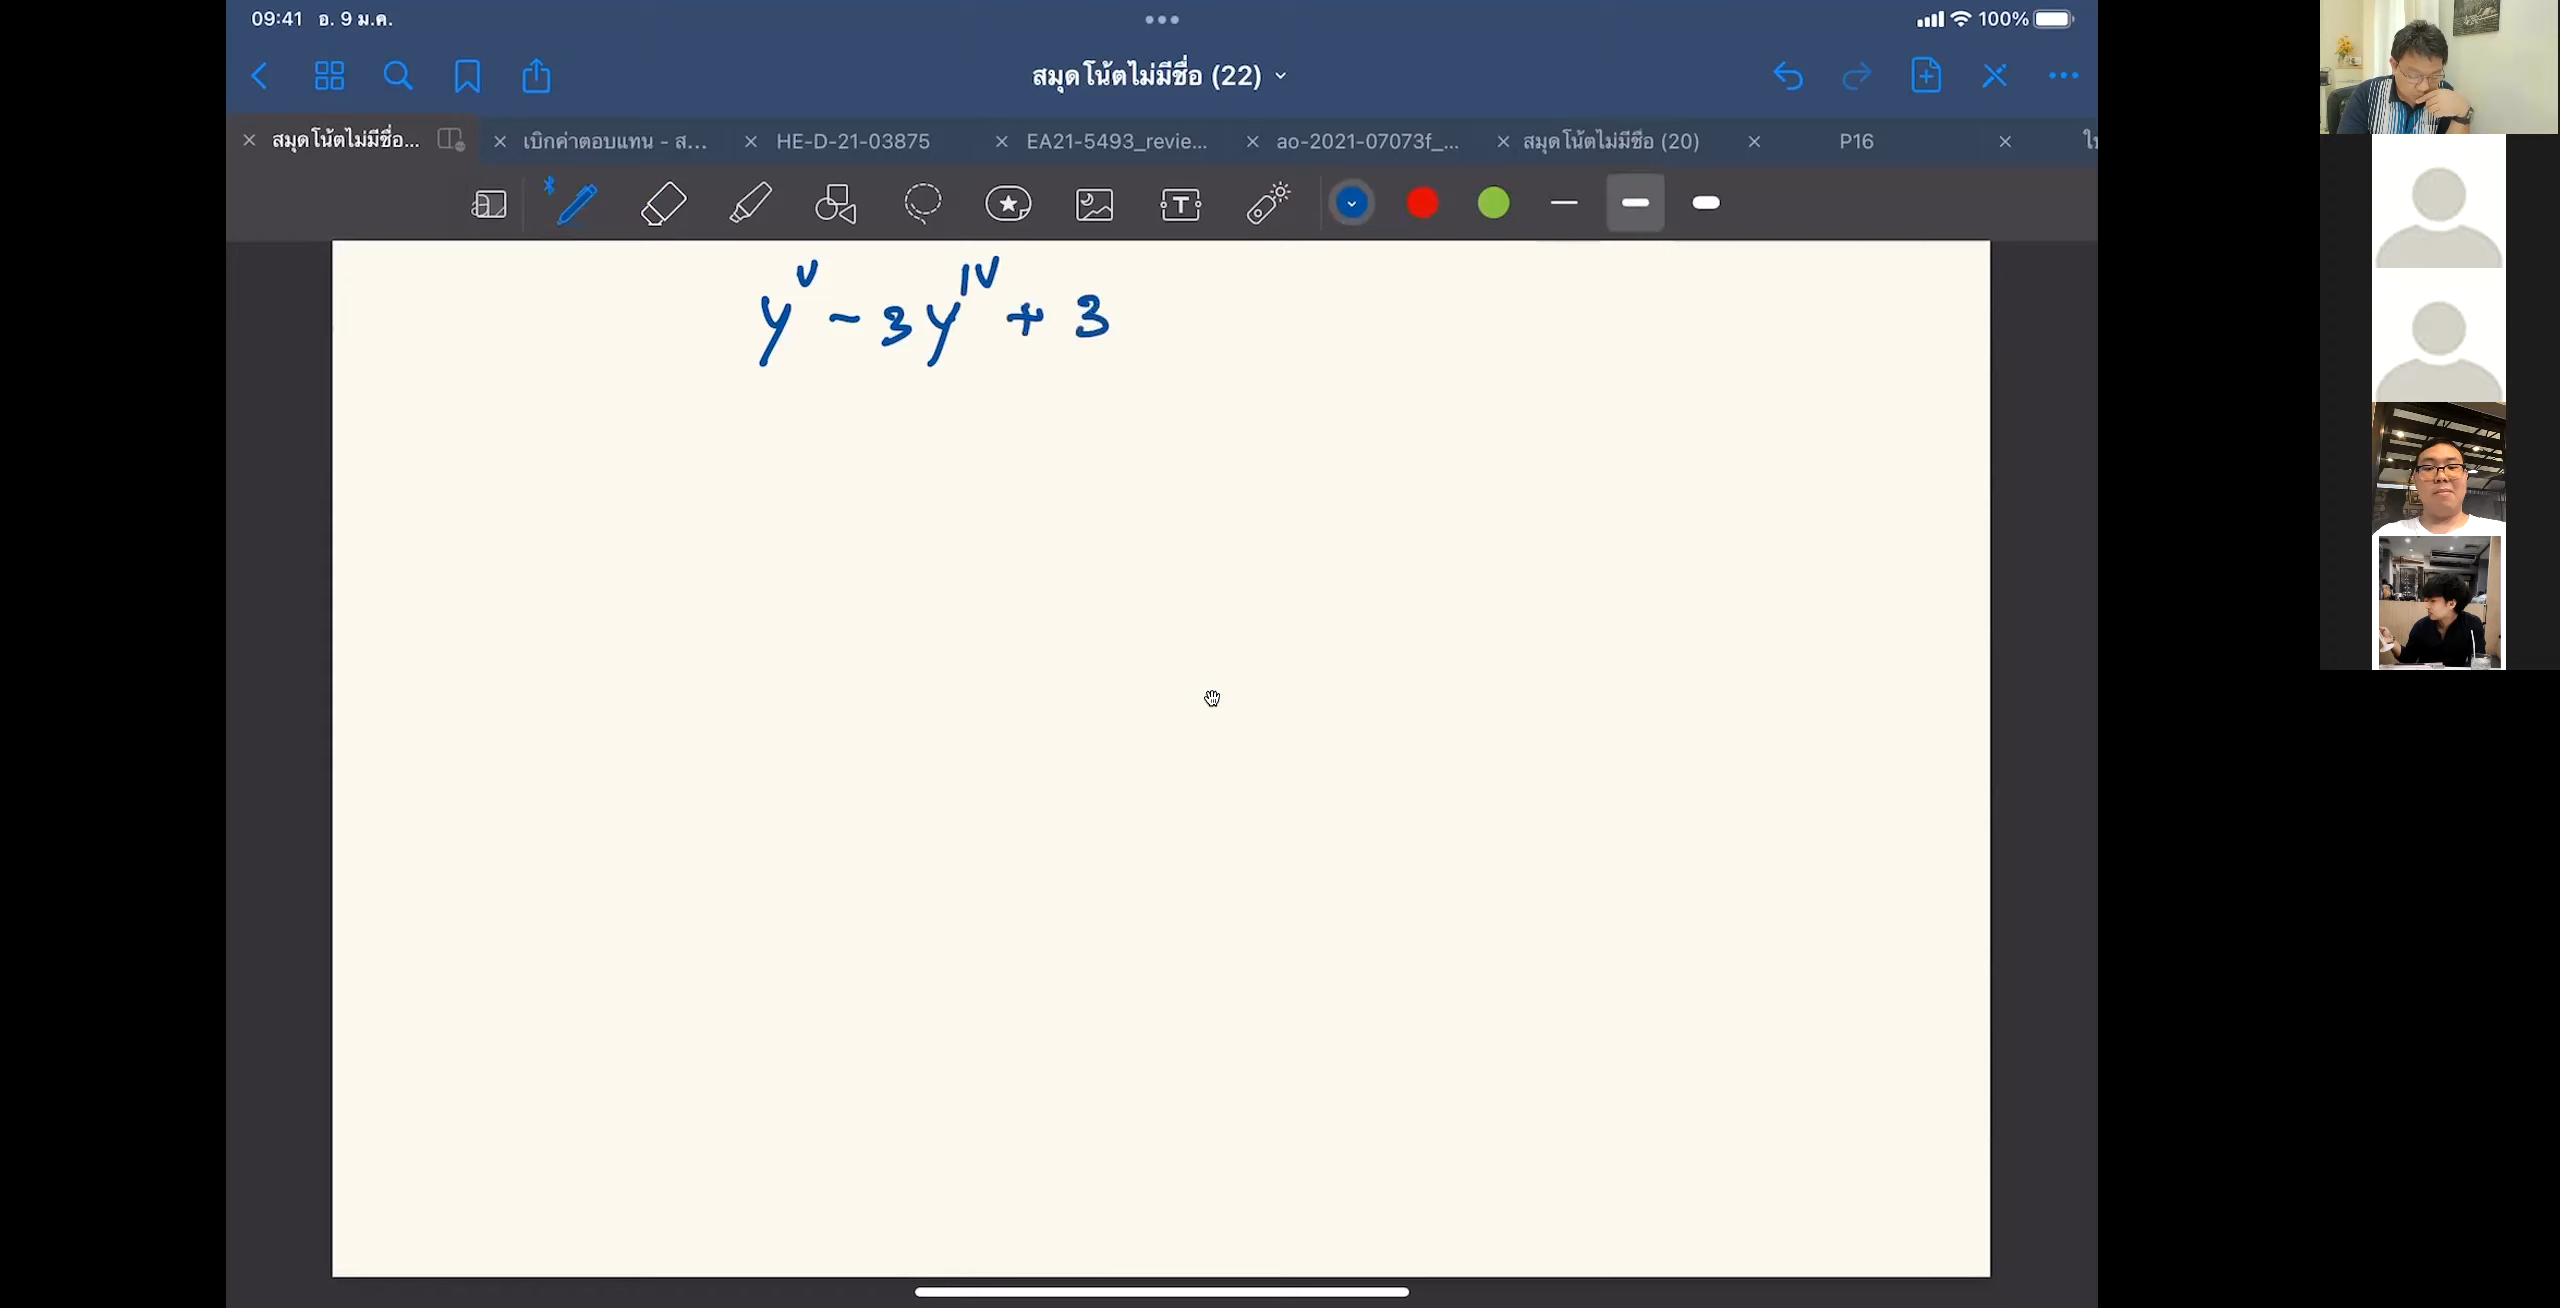 09:41 อ. 9 ม.ค. 100%
สมุดโน้ตไม่มีชื่อ (22)
สมุดโน้ตไม่มีชื่อ... เบิกค่าตอบแทน - ส... HE-D-21-03875 EA21-5493_revie... ao-2021-07073f_... สมุดโน้ตไม่มีชื่อ (20) P16
y^v - 3y^IV + 3